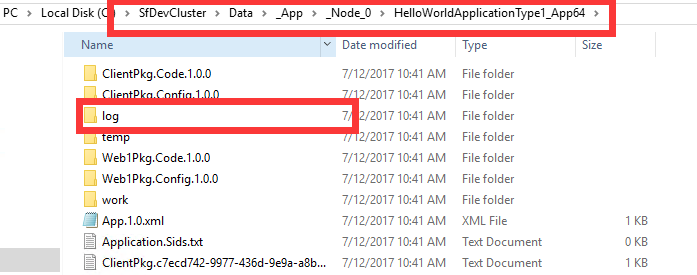 PC > Local Disk (C:) > SfDevCluster > Data > _App > _Node_0 > HelloWorldApplicationType1_App64 >
Name Date modified Type Size
ClientPkg.Code.1.0.0 7/12/2017 10:41 AM File folder
ClientPkg.Config.1.0.0 7/12/2017 10:41 AM File folder
log 7/12/2017 10:41 AM File folder
temp 7/12/2017 10:41 AM File folder
Web1Pkg.Code.1.0.0 7/12/2017 10:41 AM File folder
Web1Pkg.Config.1.0.0 7/12/2017 10:41 AM File folder
work 7/12/2017 10:41 AM File folder
App.1.0.xml 7/12/2017 10:41 AM XML File 1 KB
Application.Sids.txt 7/12/2017 10:41 AM Text Document 0 KB
ClientPkg.c7ecd742-9977-436d-9e9a-a8b... 7/12/2017 10:41 AM Text Document 1 KB